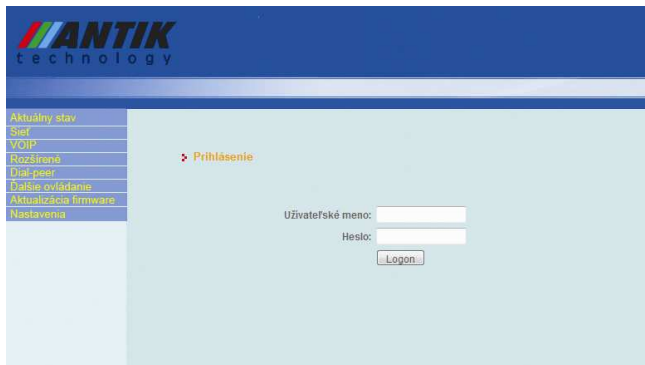 ANTIK
technology
Aktuálny stav
Sieť
VOIP
Rozšírené
Dial-peer
Ďalšie ovládanie
Aktualizácia firmware
Nastavenia
Prihlásenie
Užívateľské meno:
Heslo:
Logon